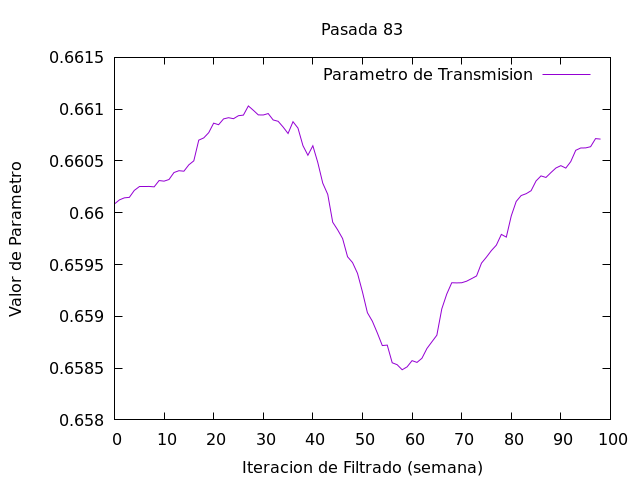 Pasada 83
0.6615
0.661
0.6605
0.66
0.6595
0.659
0.6585
0.658
Valor de Parametro
Parametro de Transmision
0 10 20 30 40 50 60 70 80 90 100
Iteracion de Filtrado (semana)